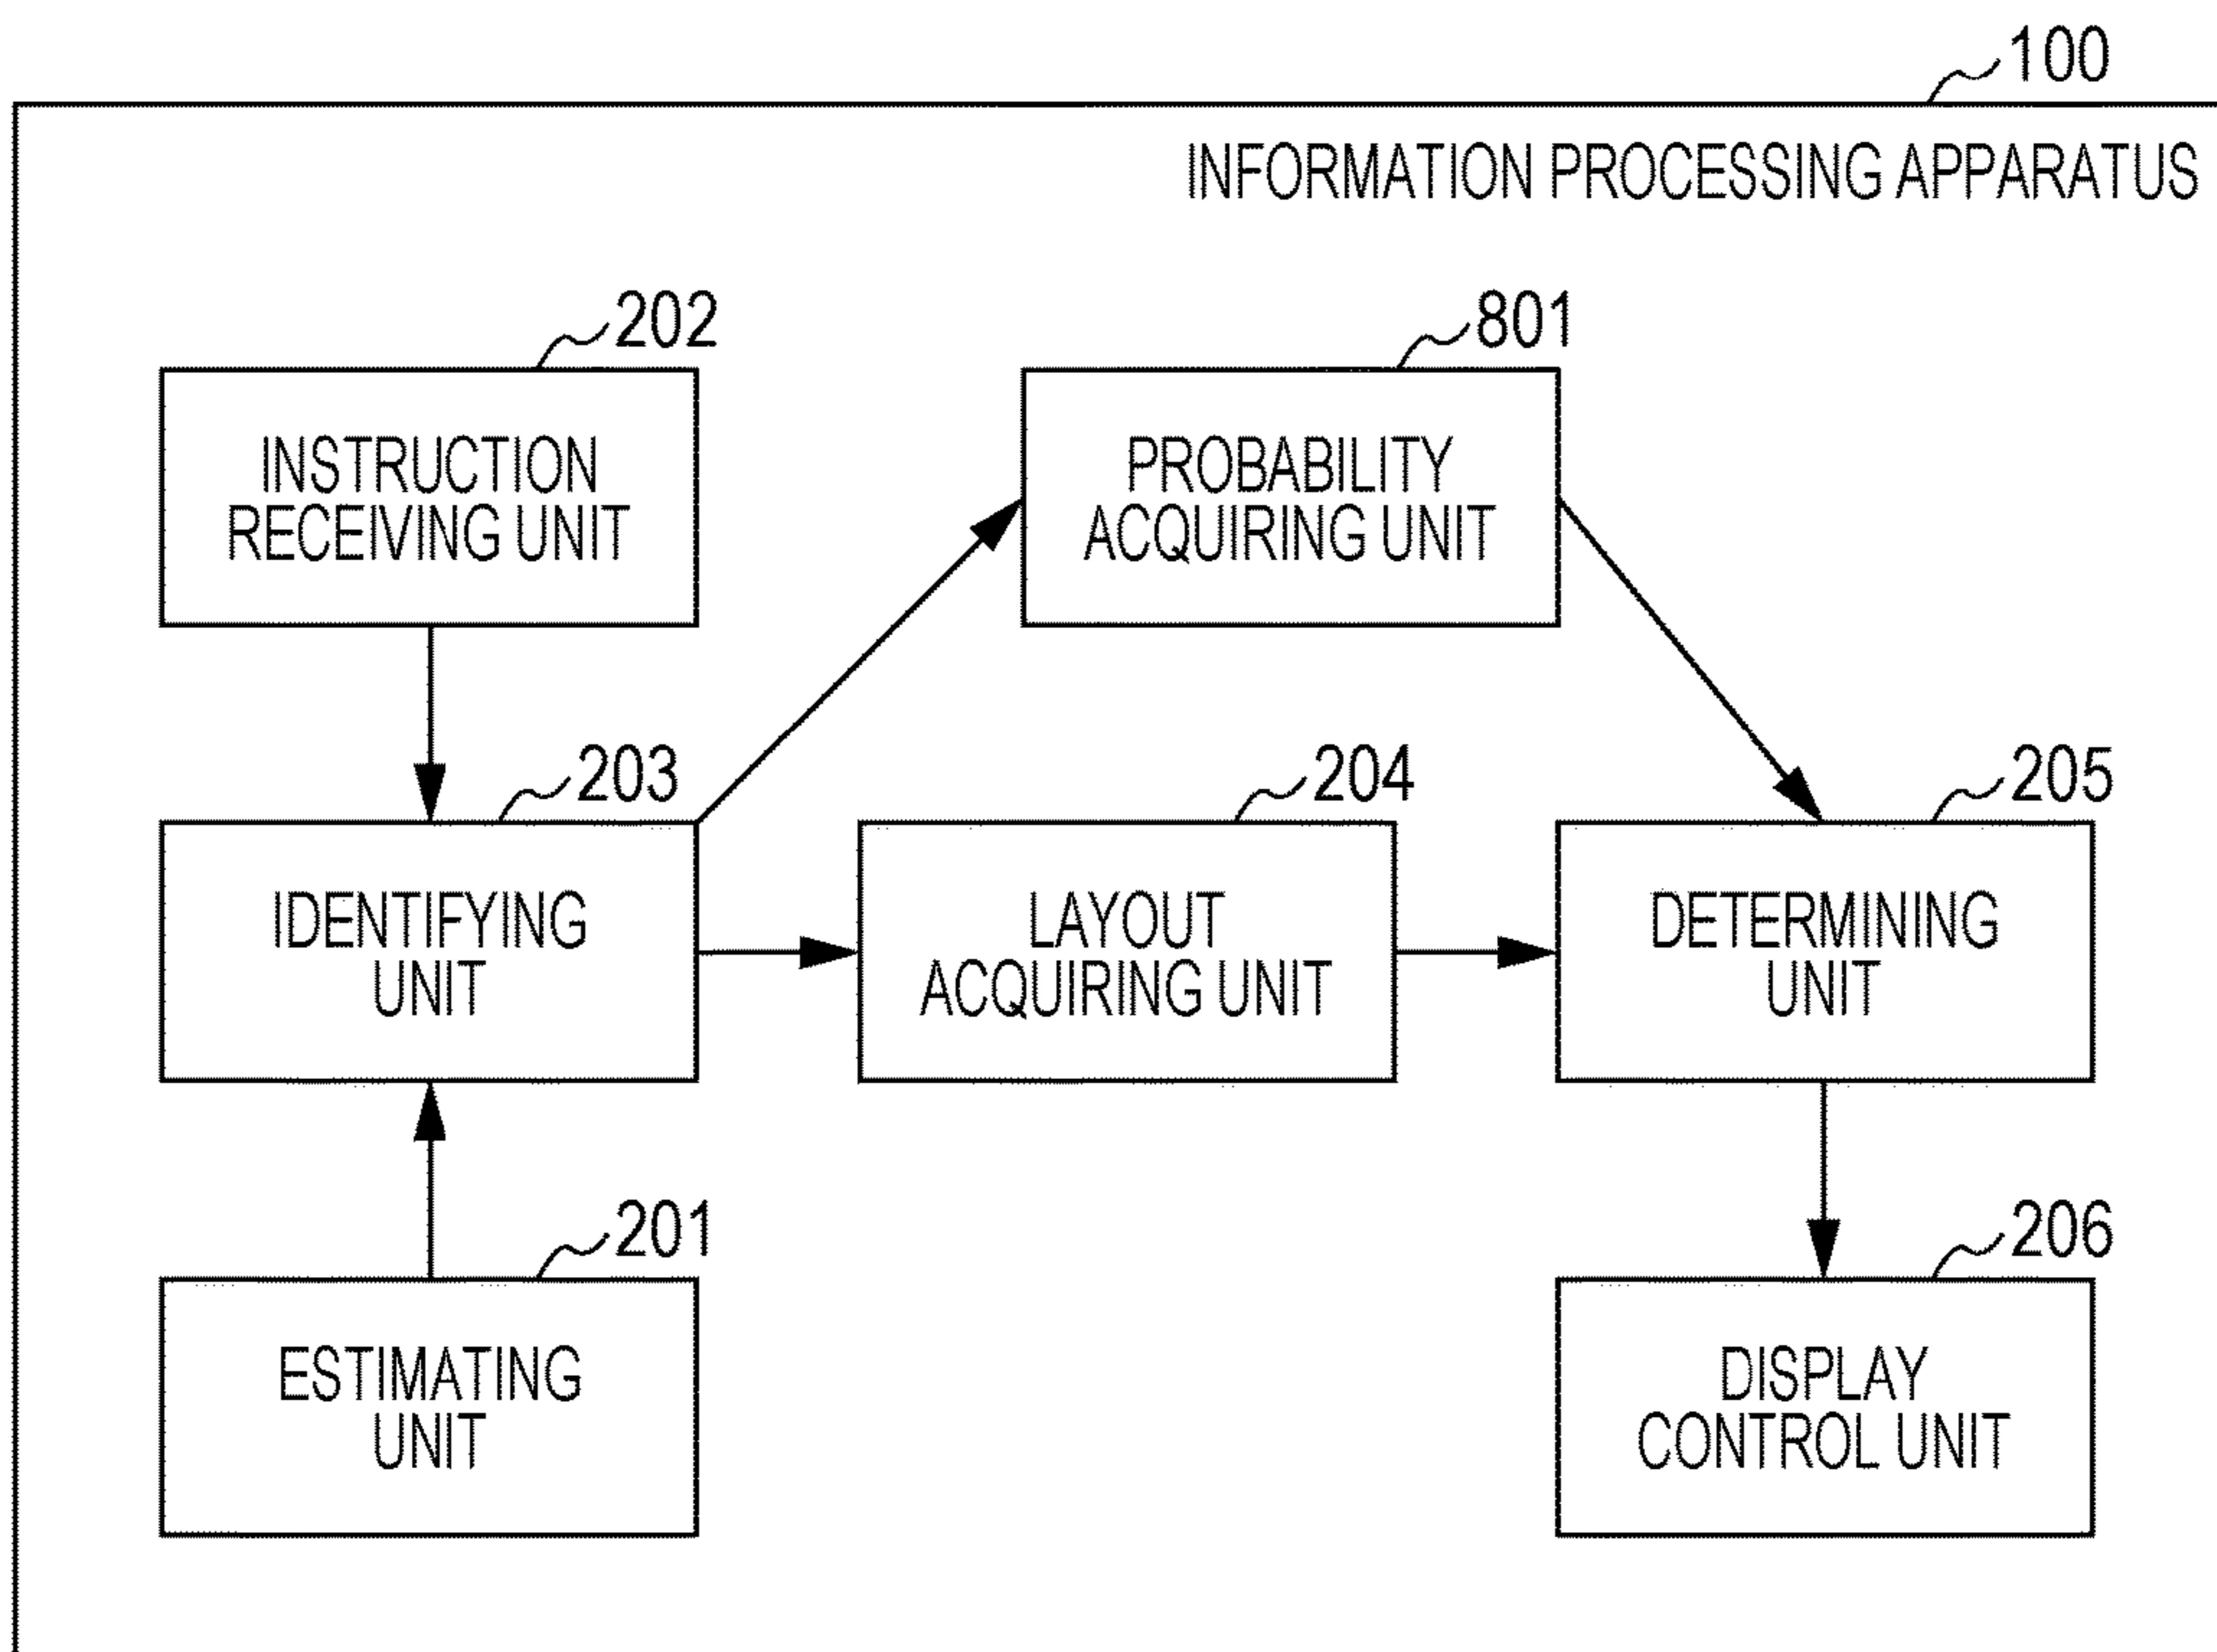 100
INFORMATION PROCESSING APPARATUS
202
INSTRUCTION
RECEIVING UNIT
801
PROBABILITY
ACQUIRING UNIT
203
IDENTIFYING
UNIT
204
LAYOUT
ACQUIRING UNIT
205
DETERMINING
UNIT
201
ESTIMATING
UNIT
206
DISPLAY
CONTROL UNIT